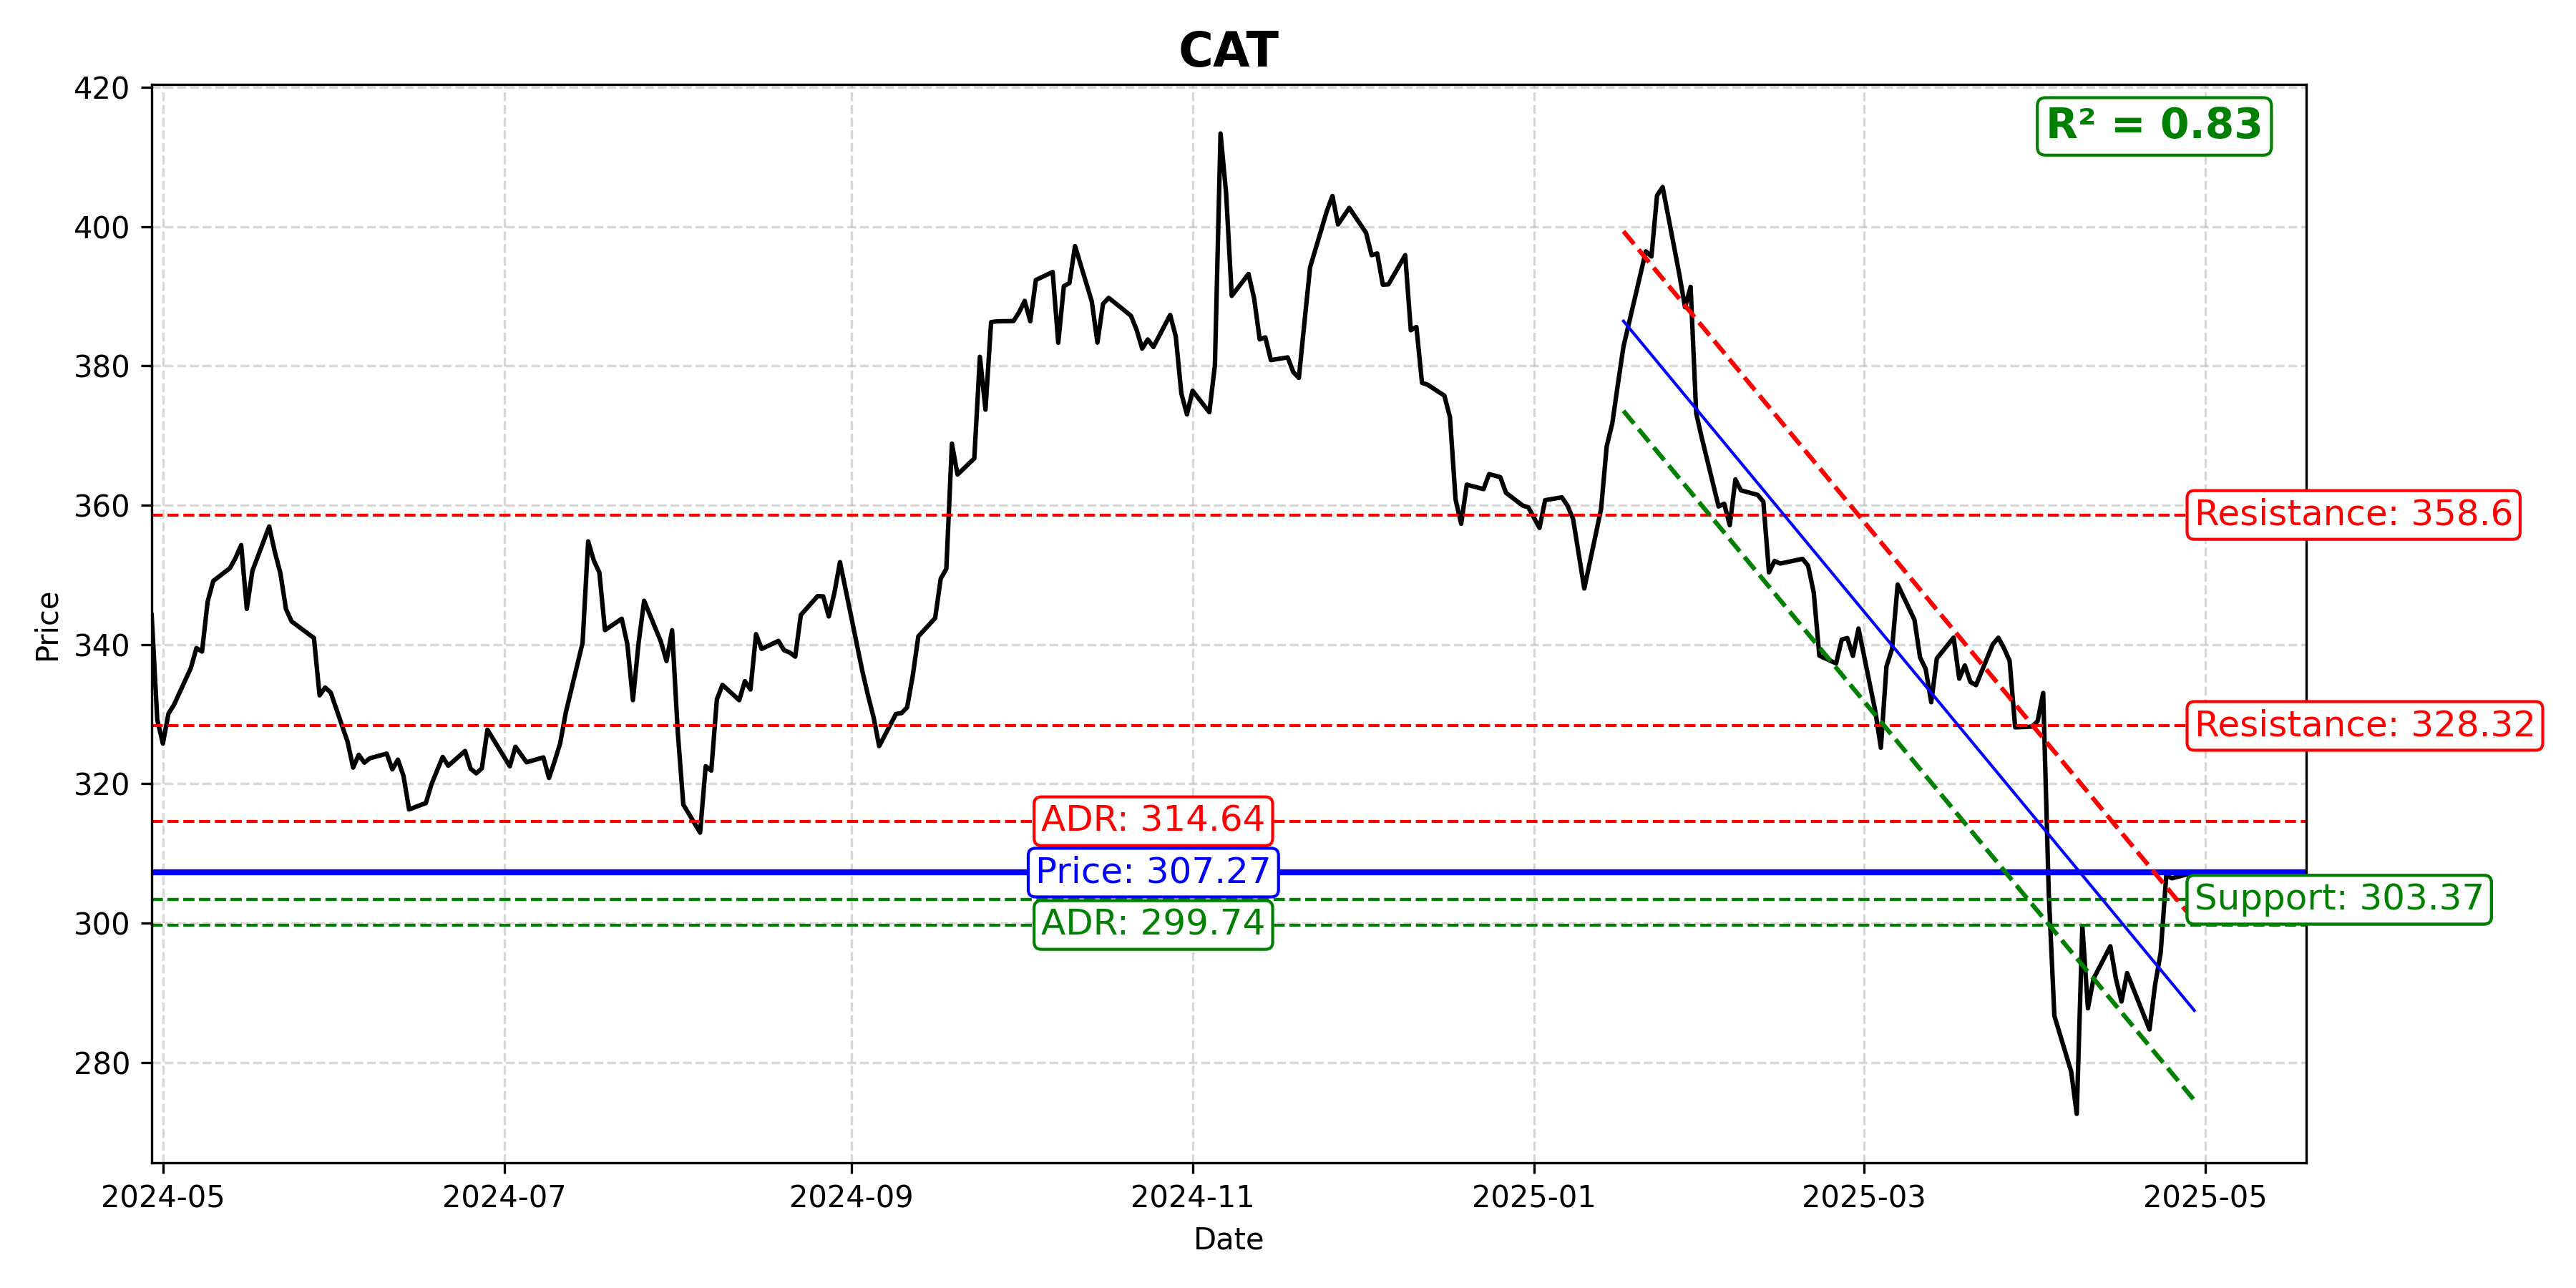 CAT
R² = 0.83
420
400
380
360
340
320
300
280
Price
Resistance: 358.6
Resistance: 328.32
ADR: 314.64
Price: 307.27
Support: 303.37
ADR: 299.74
2024-05
2024-07
2024-09
2024-11
2025-01
2025-03
2025-05
Date